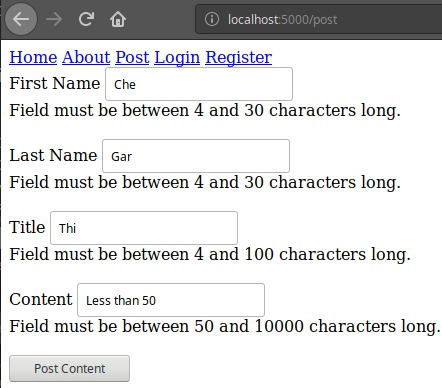 localhost:5000/post
Home About Post Login Register
First Name Che
Field must be between 4 and 30 characters long.
Last Name Gar
Field must be between 4 and 30 characters long.
Title Thi
Field must be between 4 and 100 characters long.
Content Less than 50
Field must be between 50 and 10000 characters long.
Post Content